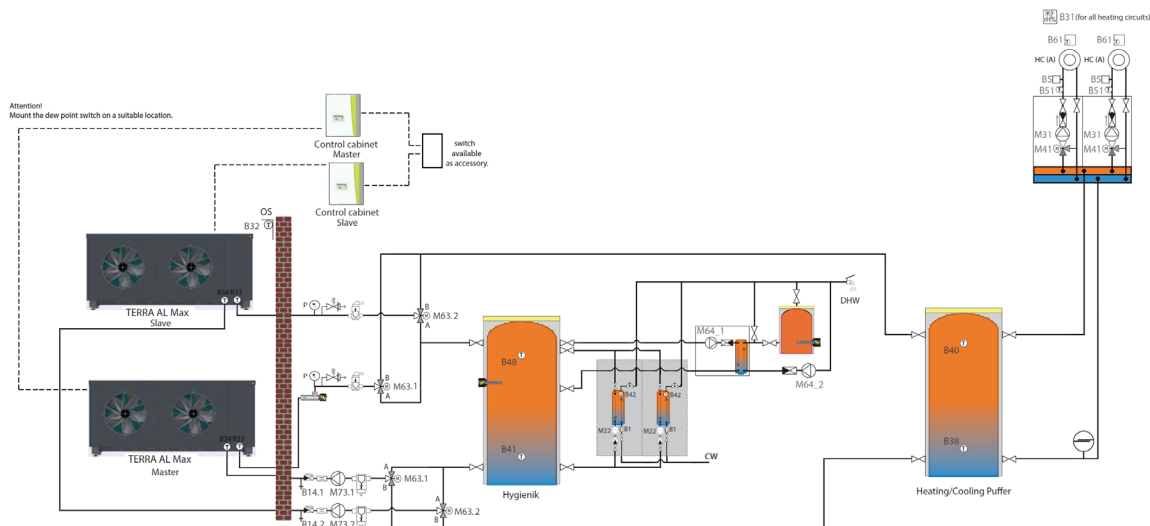 B31 (for all heating circuits)
B61
B61
HC (A)
HC (A)
B5
B5
B51
B51
M31
M31
M41
M41
Attention!
Mount the dew point switch on a suitable location.
Control cabinet
Master
switch
available
as accessory.
Control cabinet
Slave
OS
B32
T
B34 B33
T
T
TERRA AL Max
Slave
P
B
M63.2
A
DHW
M64_1
P
B
M63.1
A
B48
T
M64_2
B40
T
B42
B42
B34 B33
T
T
TERRA AL Max
Master
M22
B1
M22
B1
B41
T
B38
T
CW
A
M63.1
B
B14.1
M73.1
Hygienik
Heating/Cooling Puffer
A
M63.2
B
B14.2
M73.2